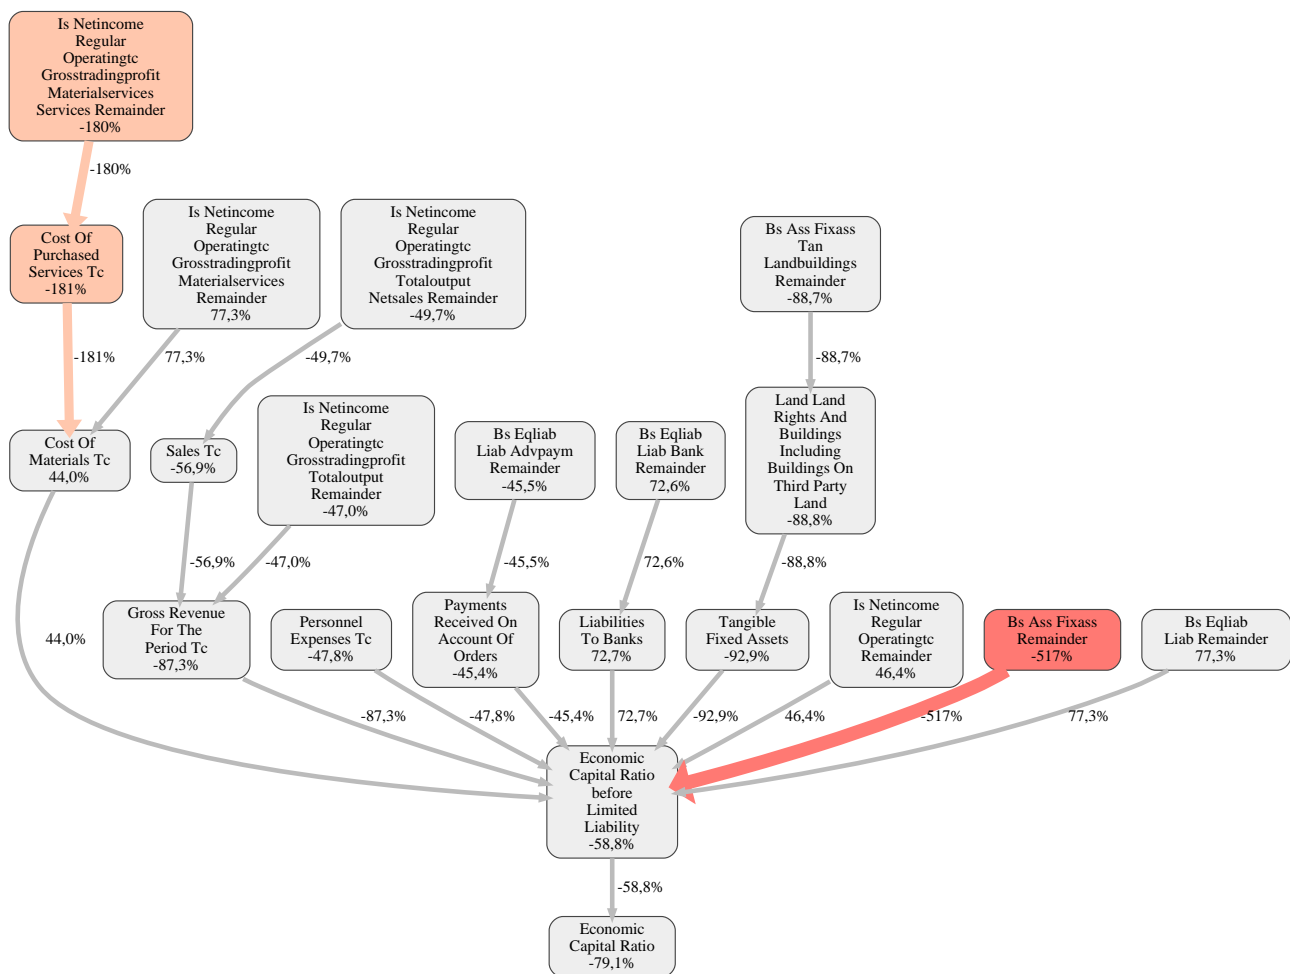 Is Netincome
Regular
Operatingtc
Grosstradingprofit
Materialservices
Services Remainder
-180%
-180%
Cost Of
Purchased
Services Tc
-181%
Is Netincome
Regular
Operatingtc
Grosstradingprofit
Materialservices
Remainder
77,3%
Is Netincome
Regular
Operatingtc
Grosstradingprofit
Totaloutput
Netsales Remainder
-49,7%
Bs Ass Fixass
Tan
Landbuildings
Remainder
-88,7%
-181%
77,3%
-49,7%
-88,7%
Cost Of
Materials Tc
44,0%
Sales Tc
-56,9%
Is Netincome
Regular
Operatingtc
Grosstradingprofit
Totaloutput
Remainder
-47,0%
Bs Eqliab
Liab Advpaym
Remainder
-45,5%
Bs Eqliab
Liab Bank
Remainder
72,6%
Land Land
Rights And
Buildings
Including
Buildings On
Third Party
Land
-88,8%
-56,9%
-47,0%
-45,5%
72,6%
-88,8%
44,0%
Gross Revenue
For The
Period Tc
-87,3%
Personnel
Expenses Tc
-47,8%
Payments
Received On
Account Of
Orders
-45,4%
Liabilities
To Banks
72,7%
Tangible
Fixed Assets
-92,9%
Is Netincome
Regular
Operatingtc
Remainder
46,4%
Bs Ass Fixass
Remainder
-517%
Bs Eqliab
Liab Remainder
77,3%
-87,3%
-47,8%
-45,4%
72,7%
-92,9%
46,4%
-517%
77,3%
Economic
Capital Ratio
before
Limited
Liability
-58,8%
-58,8%
Economic
Capital Ratio
-79,1%